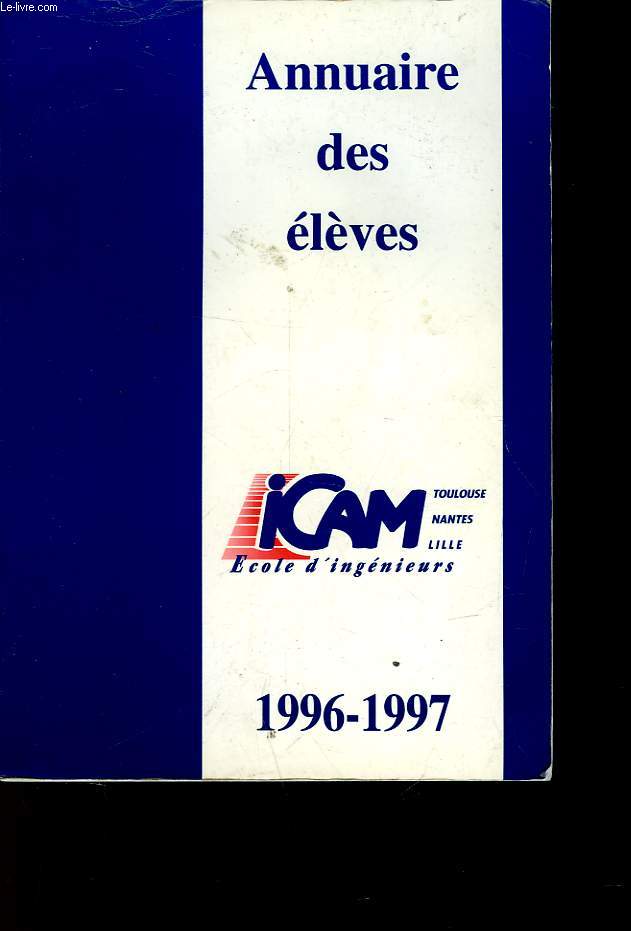 Le-livre.com
Annuaire
des
élèves
iCAM
TOULOUSE
NANTES
LILLE
Ecole d'ingénieurs
1996-1997